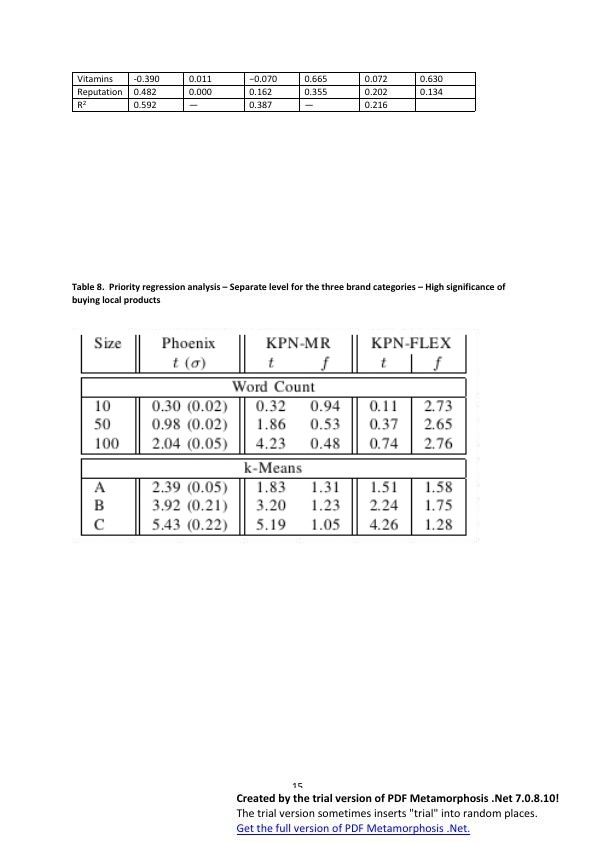 Vitamins -0.390 0.011 −0.070 0.665 0.072 0.630
Reputation 0.482 0.000 0.162 0.355 0.202 0.134
R² 0.592 — 0.387 — 0.216
Table 8. Priority regression analysis – Separate level for the three brand categories – High significance of
buying local products
Size Phoenix KPN-MR KPN-FLEX
t (σ) t f t f
Word Count
10 0.30 (0.02) 0.32 0.94 0.11 2.73
50 0.98 (0.02) 1.86 0.53 0.37 2.65
100 2.04 (0.05) 4.23 0.48 0.74 2.76
k-Means
A 2.39 (0.05) 1.83 1.31 1.51 1.58
B 3.92 (0.21) 3.20 1.23 2.24 1.75
C 5.43 (0.22) 5.19 1.05 4.26 1.28
15
Created by the trial version of PDF Metamorphosis .Net 7.0.8.10!
The trial version sometimes inserts "trial" into random places.
Get the full version of PDF Metamorphosis .Net.